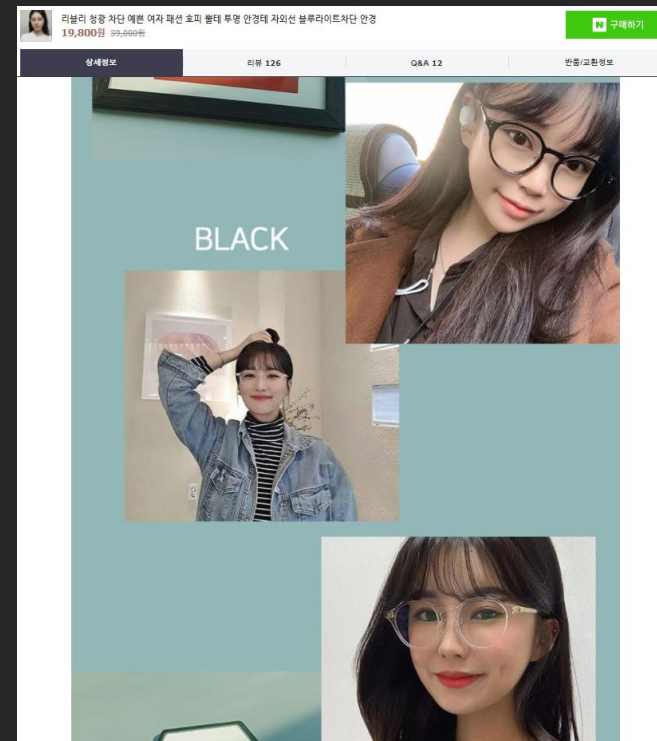 리블리 청광 차단 예쁜 여자 패션 호피 뿔테 투명 안경테 자외선 블루라이트차단 안경
19,800원 39,800원
N 구매하기
상세정보
리뷰 126
Q&A 12
반품/교환정보
BLACK